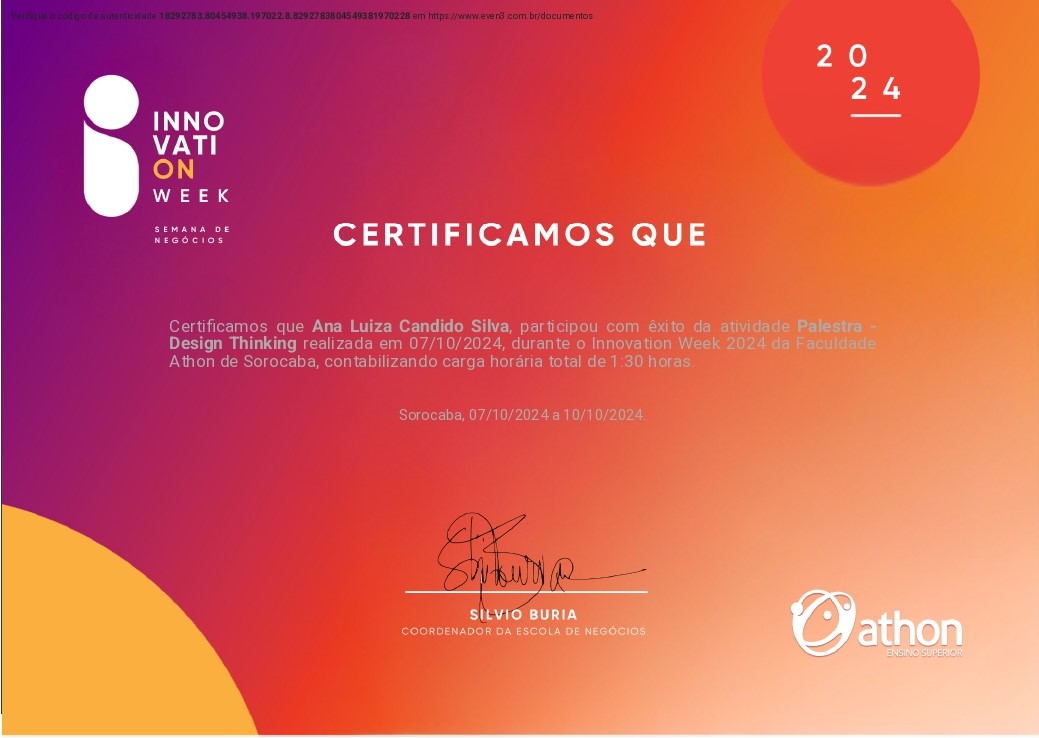 Verifique o código de autenticidade 18292783.80454938.197022.8.8292783804549381970228 em https://www.even3.com.br/documentos
20
24
INNO
VATI
ON
WEEK
SEMANA DE
NEGÓCIOS
CERTIFICAMOS QUE
Certificamos que Ana Luiza Candido Silva, participou com êxito da atividade Palestra -
Design Thinking realizada em 07/10/2024, durante o Innovation Week 2024 da Faculdade
Athon de Sorocaba, contabilizando carga horária total de 1:30 horas.
Sorocaba, 07/10/2024 a 10/10/2024.
SILVIO BURIA
COORDENADOR DA ESCOLA DE NEGÓCIOS
athon
ENSINO SUPERIOR